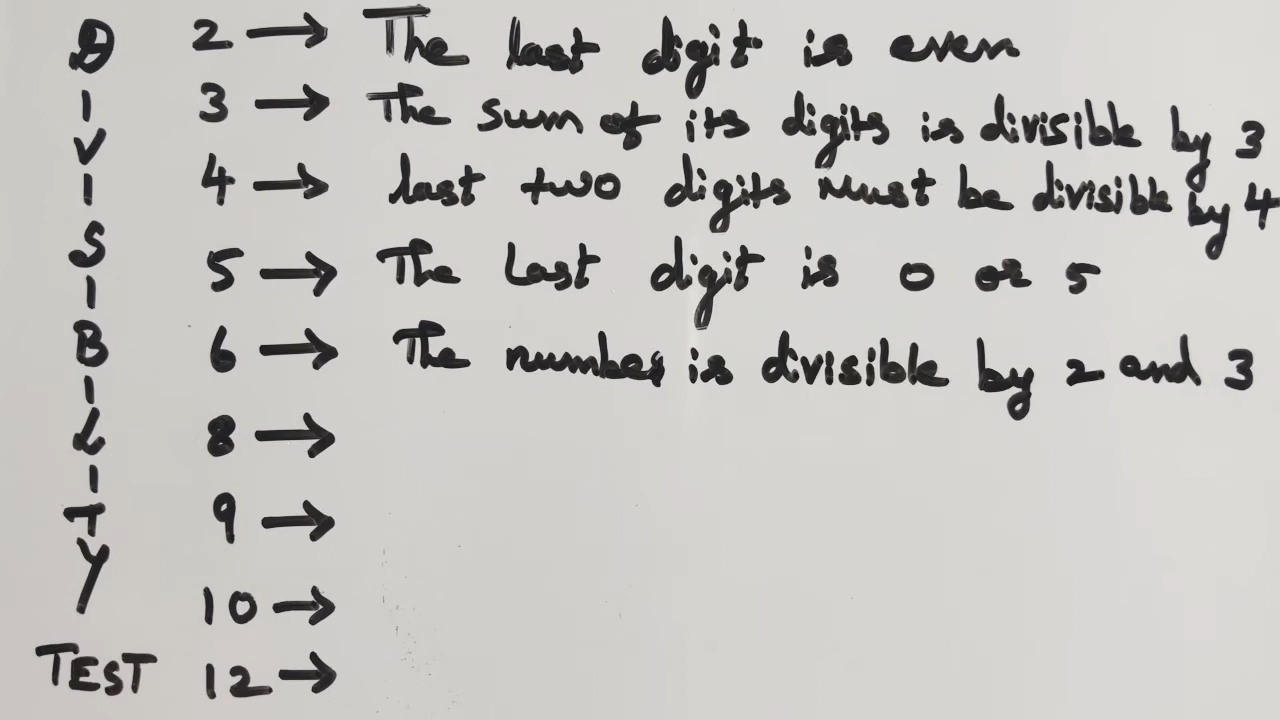 DIVISIBILITY
TEST
2 → The last digit is even
3 → The sum of its digits is divisible by 3
4 → last two digits must be divisible by 4
5 → The last digit is 0 or 5
6 → The number is divisible by 2 and 3
8 →
9 →
10 →
12 →